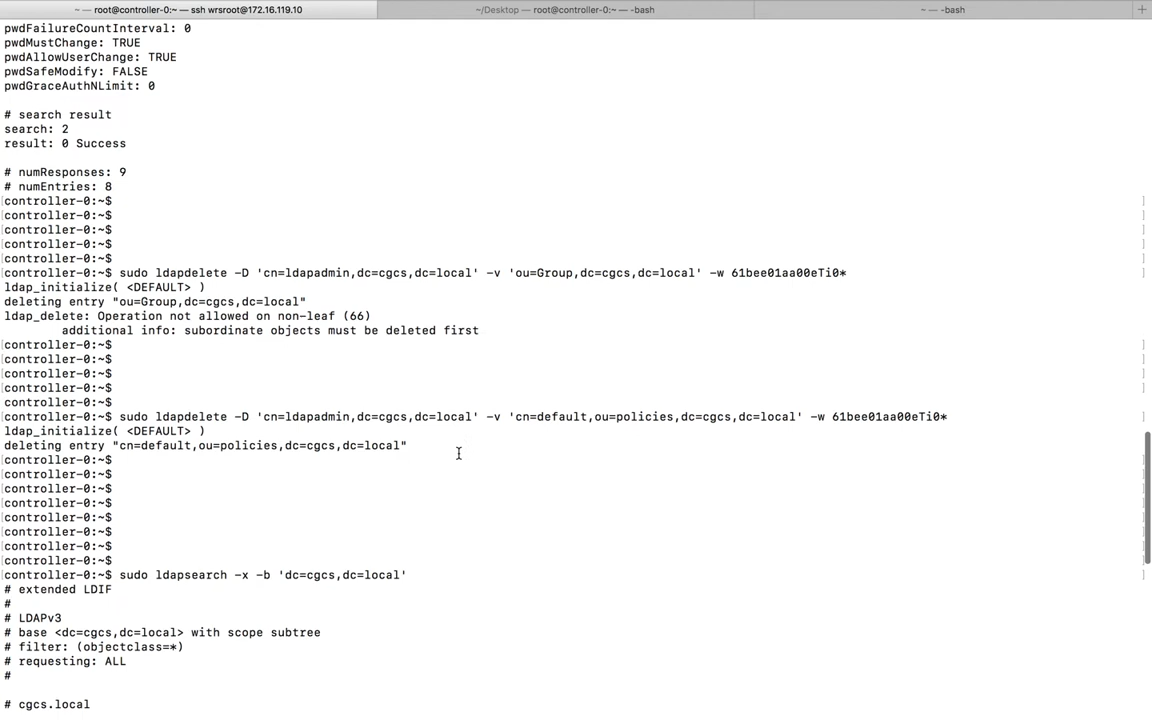 ~ — root@controller-0:~ — ssh wrsroot@172.16.119.10
~/Desktop — root@controller-0:~ — -bash
~ — -bash
+
pwdFailureCountInterval: 0
pwdMustChange: TRUE
pwdAllowUserChange: TRUE
pwdSafeModify: FALSE
pwdGraceAuthNLimit: 0
# search result
search: 2
result: 0 Success
# numResponses: 9
# numEntries: 8
[controller-0:~$ ]
[controller-0:~$ ]
[controller-0:~$ ]
[controller-0:~$ ]
[controller-0:~$ ]
[controller-0:~$ sudo ldapdelete -D 'cn=ldapadmin,dc=cgcs,dc=local' -v 'ou=Group,dc=cgcs,dc=local' -w 61bee01aa00eTi0* ]
ldap_initialize( <DEFAULT> )
deleting entry "ou=Group,dc=cgcs,dc=local"
ldap_delete: Operation not allowed on non-leaf (66)
additional info: subordinate objects must be deleted first
[controller-0:~$ ]
[controller-0:~$ ]
[controller-0:~$ ]
[controller-0:~$ ]
[controller-0:~$ ]
[controller-0:~$ sudo ldapdelete -D 'cn=ldapadmin,dc=cgcs,dc=local' -v 'cn=default,ou=policies,dc=cgcs,dc=local' -w 61bee01aa00eTi0* ]
ldap_initialize( <DEFAULT> )
deleting entry "cn=default,ou=policies,dc=cgcs,dc=local"
[controller-0:~$ ]
[controller-0:~$ ]
[controller-0:~$ ]
[controller-0:~$ ]
[controller-0:~$ ]
[controller-0:~$ ]
[controller-0:~$ ]
[controller-0:~$ ]
[controller-0:~$ sudo ldapsearch -x -b 'dc=cgcs,dc=local' ]
# extended LDIF
#
# LDAPv3
# base <dc=cgcs,dc=local> with scope subtree
# filter: (objectclass=*)
# requesting: ALL
#
# cgcs.local